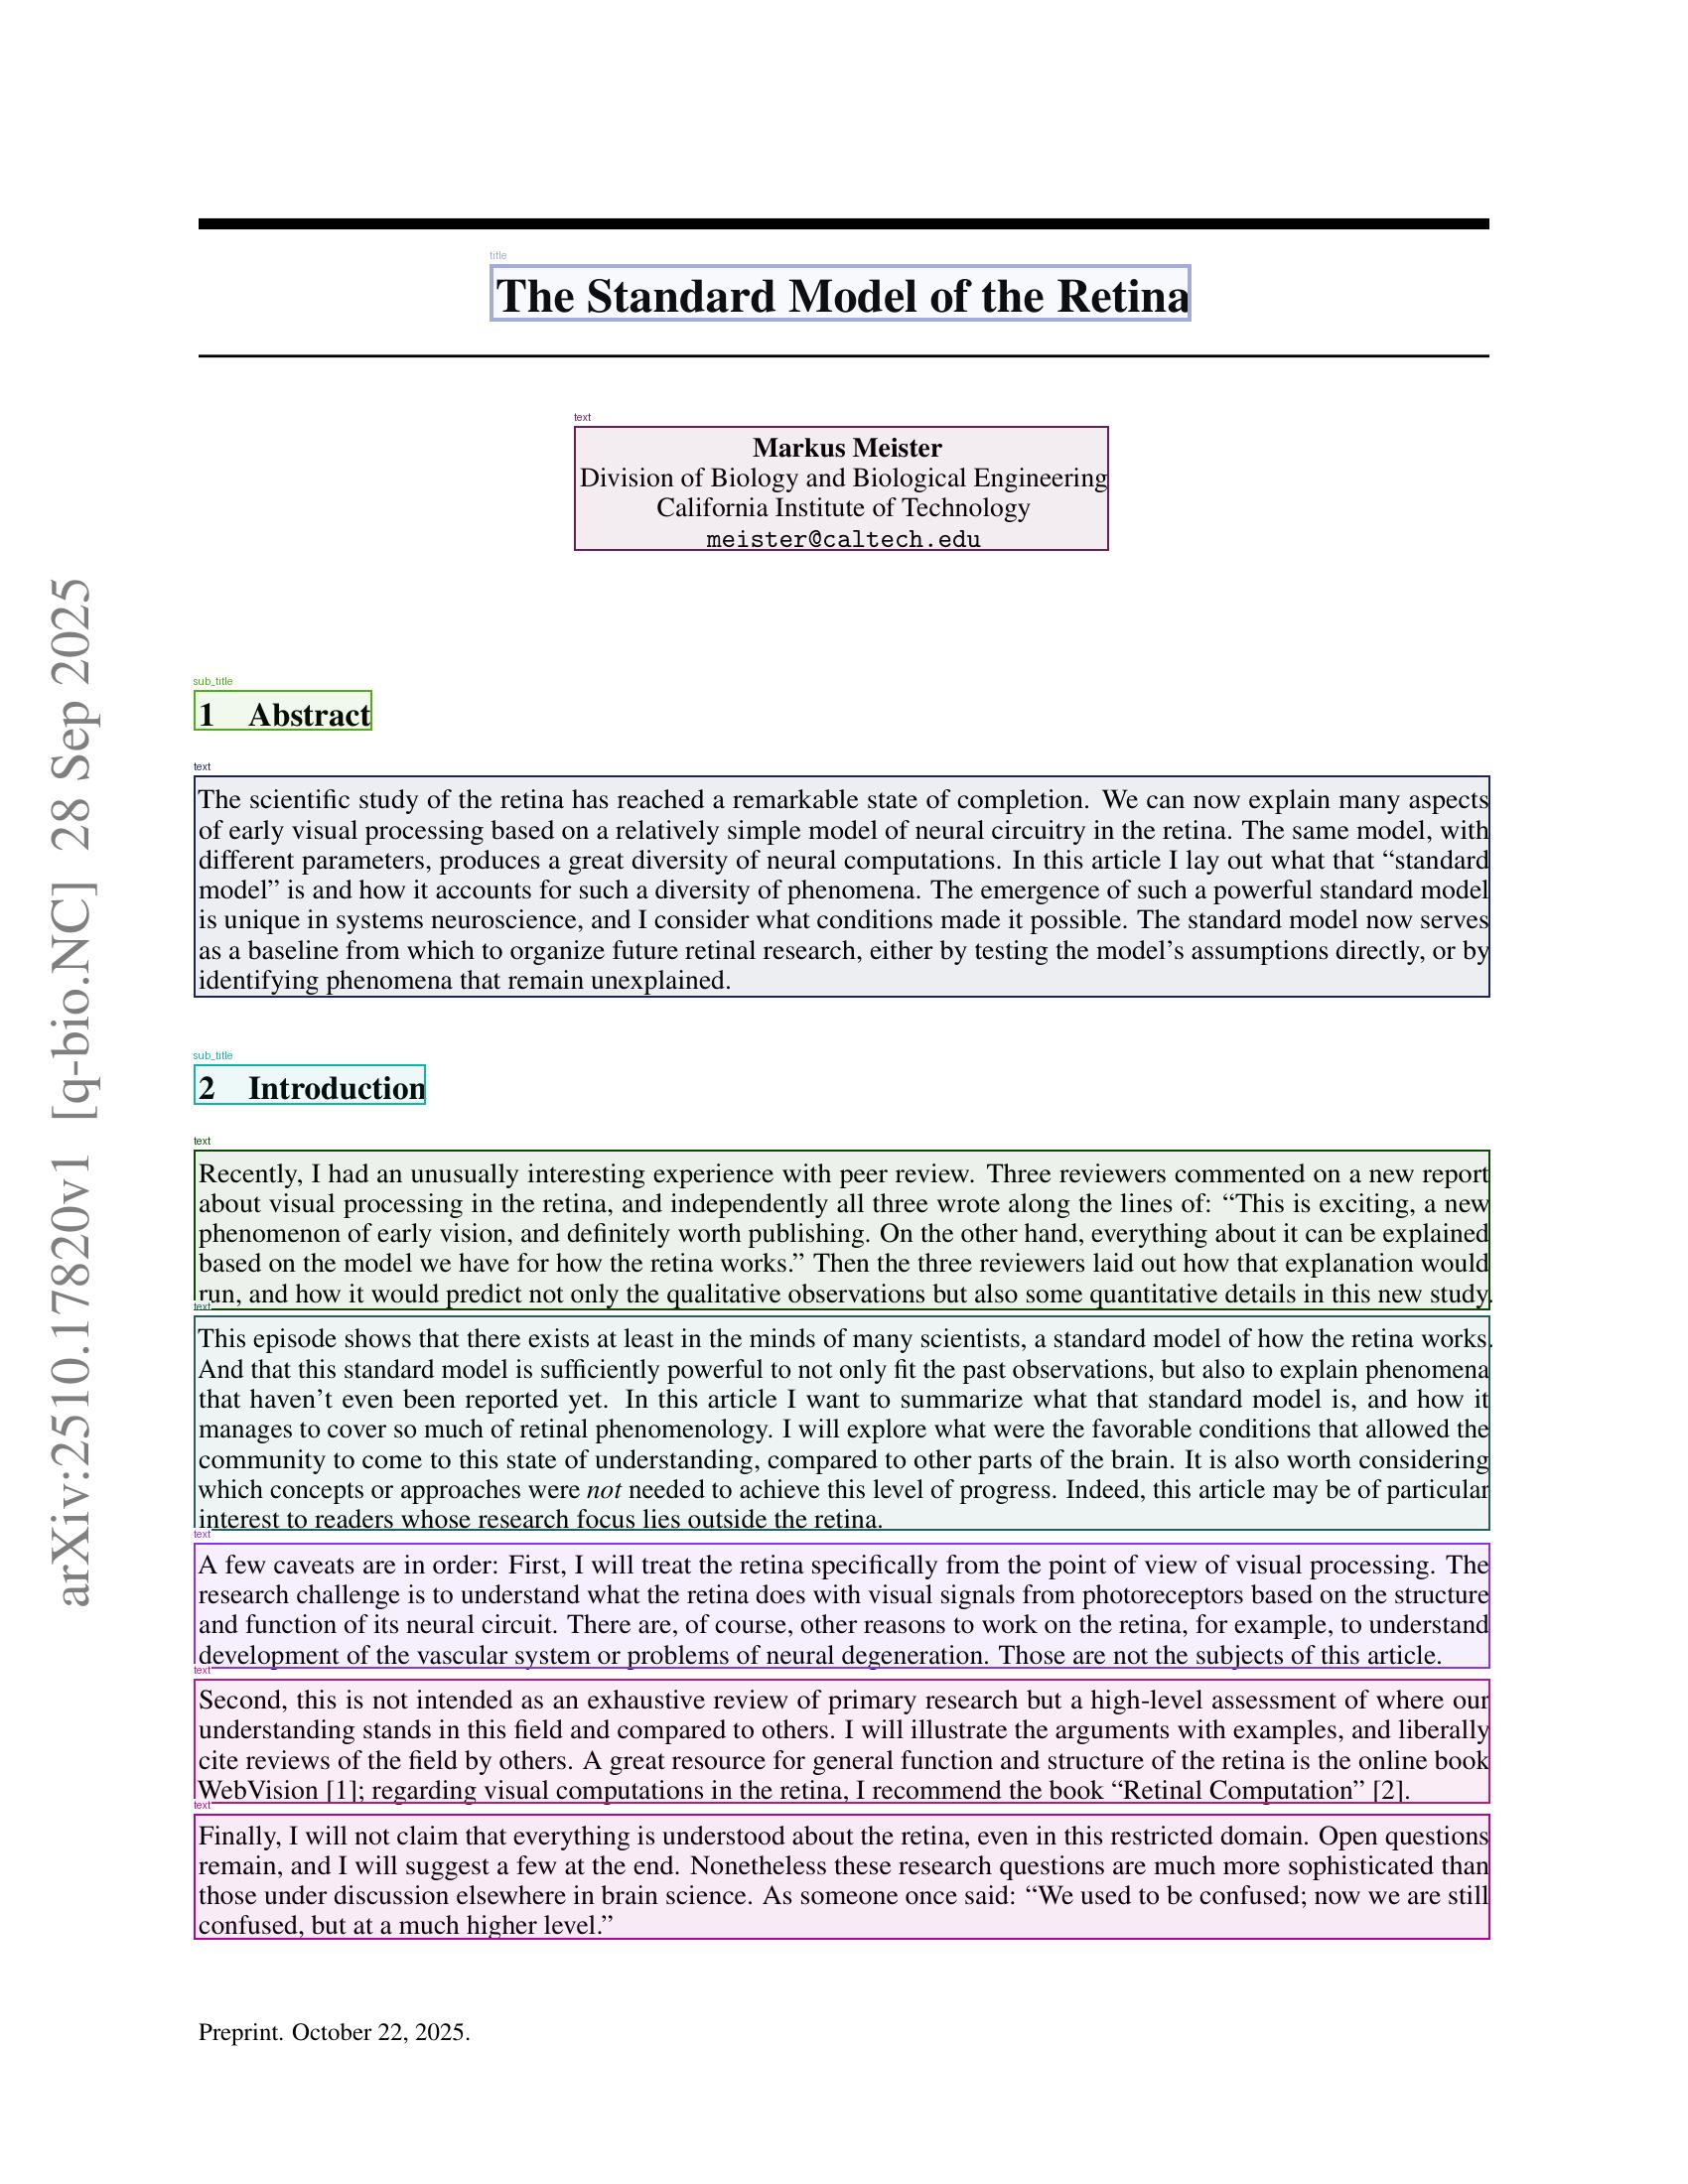 title
The Standard Model of the Retina
text
Markus Meister
Division of Biology and Biological Engineering
California Institute of Technology
meister@caltech.edu
arXiv:2510.17820v1 [q-bio.NC] 28 Sep 2025
sub_title
1 Abstract
text
The scientific study of the retina has reached a remarkable state of completion. We can now explain many aspects
of early visual processing based on a relatively simple model of neural circuitry in the retina. The same model, with
different parameters, produces a great diversity of neural computations. In this article I lay out what that “standard
model” is and how it accounts for such a diversity of phenomena. The emergence of such a powerful standard model
is unique in systems neuroscience, and I consider what conditions made it possible. The standard model now serves
as a baseline from which to organize future retinal research, either by testing the model’s assumptions directly, or by
identifying phenomena that remain unexplained.
sub_title
2 Introduction
text
Recently, I had an unusually interesting experience with peer review. Three reviewers commented on a new report
about visual processing in the retina, and independently all three wrote along the lines of: “This is exciting, a new
phenomenon of early vision, and definitely worth publishing. On the other hand, everything about it can be explained
based on the model we have for how the retina works.” Then the three reviewers laid out how that explanation would
run, and how it would predict not only the qualitative observations but also some quantitative details in this new study.
text
This episode shows that there exists at least in the minds of many scientists, a standard model of how the retina works.
And that this standard model is sufficiently powerful to not only fit the past observations, but also to explain phenomena
that haven’t even been reported yet. In this article I want to summarize what that standard model is, and how it
manages to cover so much of retinal phenomenology. I will explore what were the favorable conditions that allowed the
community to come to this state of understanding, compared to other parts of the brain. It is also worth considering
which concepts or approaches were not needed to achieve this level of progress. Indeed, this article may be of particular
interest to readers whose research focus lies outside the retina.
text
A few caveats are in order: First, I will treat the retina specifically from the point of view of visual processing. The
research challenge is to understand what the retina does with visual signals from photoreceptors based on the structure
and function of its neural circuit. There are, of course, other reasons to work on the retina, for example, to understand
development of the vascular system or problems of neural degeneration. Those are not the subjects of this article.
text
Second, this is not intended as an exhaustive review of primary research but a high-level assessment of where our
understanding stands in this field and compared to others. I will illustrate the arguments with examples, and liberally
cite reviews of the field by others. A great resource for general function and structure of the retina is the online book
WebVision [1]; regarding visual computations in the retina, I recommend the book “Retinal Computation” [2].
text
Finally, I will not claim that everything is understood about the retina, even in this restricted domain. Open questions
remain, and I will suggest a few at the end. Nonetheless these research questions are much more sophisticated than
those under discussion elsewhere in brain science. As someone once said: “We used to be confused; now we are still
confused, but at a much higher level.”
Preprint. October 22, 2025.